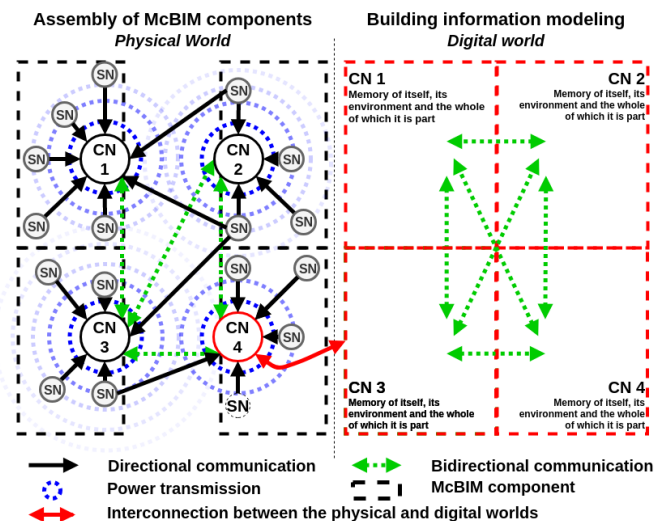 Assembly of McBIM components
Physical World
Building information modeling
Digital world
SN
SN
SN
SN
SN
CN
1
SN
SN
SN
SN
CN
2
SN
SN
SN
SN
CN
3
SN
SN
SN
SN
CN
4
CN 1
Memory of itself, its
environment and the whole
of which it is part
CN 2
Memory of itself, its
environment and the whole
of which it is part
CN 3
Memory of itself, its
environment and the whole
of which it is part
CN 4
Memory of itself, its
environment and the whole
of which it is part
Directional communication
Bidirectional communication
Power transmission
McBIM component
Interconnection between the physical and digital worlds